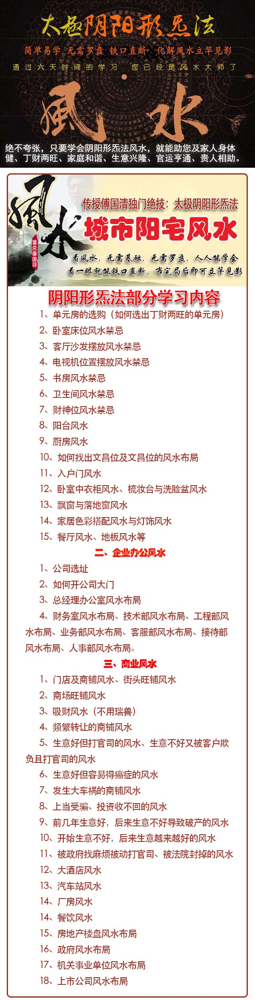 太极阴阳形炁法
简单易学 无需罗盘 铁口直断 化解风水立竿见影
通过六天时间的学习 您已经是风水大师了
風水
绝不夸张，只要学会阴阳形炁法风水，就能助您及家人身体
健、丁财两旺、家庭和谐、生意兴隆、官运亨通、贵人相助。
風水
传授傅国清独门绝技：太极阴阳形炁法
城市阳宅风水
看风水，无需基础，无需罗盘，人人能学会
看一眼就能铁口直断，布完局后即可立竿见影
阴阳形炁法部分学习内容
1、单元房的选购（如何选出丁财两旺的单元房）
2、卧室床位风水禁忌
3、客厅沙发摆放风水禁忌
4、电视机位置摆放风水禁忌
5、书房风水禁忌
6、卫生间风水禁忌
7、财神位风水禁忌
8、阳台风水
9、厨房风水
10、如何找出文昌位及文昌位的风水布局
11、入户门风水
12、卧室中衣柜风水、梳妆台与洗脸盆风水
13、飘窗与落地窗风水
14、家居色彩搭配风水与灯饰风水
15、餐厅风水、地板风水等
二、企业办公风水
1、公司选址
2、如何开公司大门
3、总经理办公室风水布局
4、财务室风水布局、技术部风水布局、工程部风
水布局、业务部风水布局、客服部风水布局、接待部
风水布局、人事部风水布局。
三、商业风水
1、门店及商铺风水、街头旺铺风水
2、商场旺铺风水
3、吸财风水（不用瑞兽）
4、频繁转让的商铺风水
5、生意好但打官司的风水、生意不好又被客户欺
负且打官司的风水
6、生意好但容易得癌症的风水
7、发生大车祸的商铺风水
8、上当受骗、投资收不回的风水
9、前几年生意好，后来生意不好导致破产的风水
10、开始生意不好，后来生意越来越好的风水
11、被政府找麻烦被动打官司、被法院封掉的风水
12、大酒店风水
13、汽车站风水
14、厂房风水
14、餐饮风水
15、房地产楼盘风水布局
16、政府风水布局
17、机关事业单位风水布局
18、上市公司风水布局